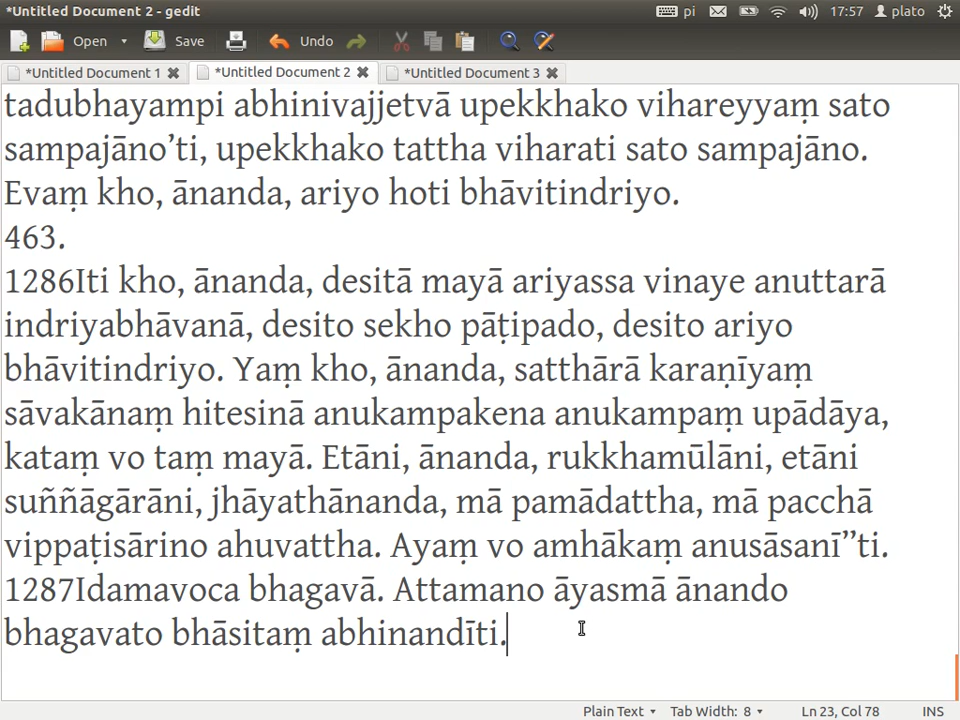 *Untitled Document 2 - gedit
pi
17:57
plato
Open
Save
Undo
*Untitled Document 1
*Untitled Document 2
*Untitled Document 3
tadubhayampi abhinivajjetvā upekkhako vihareyyaṃ sato
sampajāno’ti, upekkhako tattha viharati sato sampajāno.
Evaṃ kho, ānanda, ariyo hoti bhāvitindriyo.
463.
1286Iti kho, ānanda, desitā mayā ariyassa vinaye anuttarā
indriyabhāvanā, desito sekho pāṭipado, desito ariyo
bhāvitindriyo. Yaṃ kho, ānanda, satthārā karaṇīyaṃ
sāvakānaṃ hitesinā anukampakena anukampaṃ upādāya,
kataṃ vo taṃ mayā. Etāni, ānanda, rukkhamūlāni, etāni
suññāgārāni, jhāyathānanda, mā pamādattha, mā pacchā
vippaṭisārino ahuvattha. Ayaṃ vo amhākaṃ anusāsanī”ti.
1287Idamavoca bhagavā. Attamano āyasmā ānando
bhagavato bhāsitaṃ abhinandīti.
Plain Text
Tab Width: 8
Ln 23, Col 78
INS